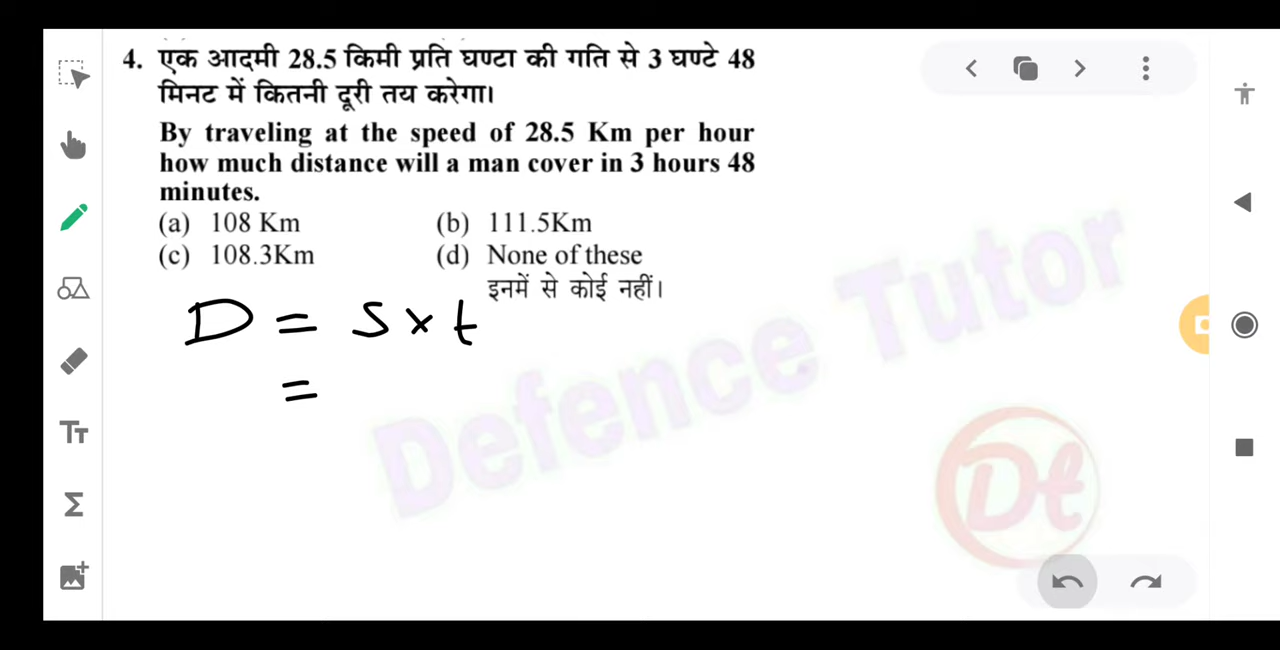 4. एक आदमी 28.5 किमी प्रति घण्टा की गति से 3 घण्टे 48
मिनट में कितनी दूरी तय करेगा।
By traveling at the speed of 28.5 Km per hour
how much distance will a man cover in 3 hours 48
minutes.
(a) 108 Km (b) 111.5Km
(c) 108.3Km (d) None of these
इनमें से कोई नहीं।
D = S × t
=
Defence Tutor
Dt